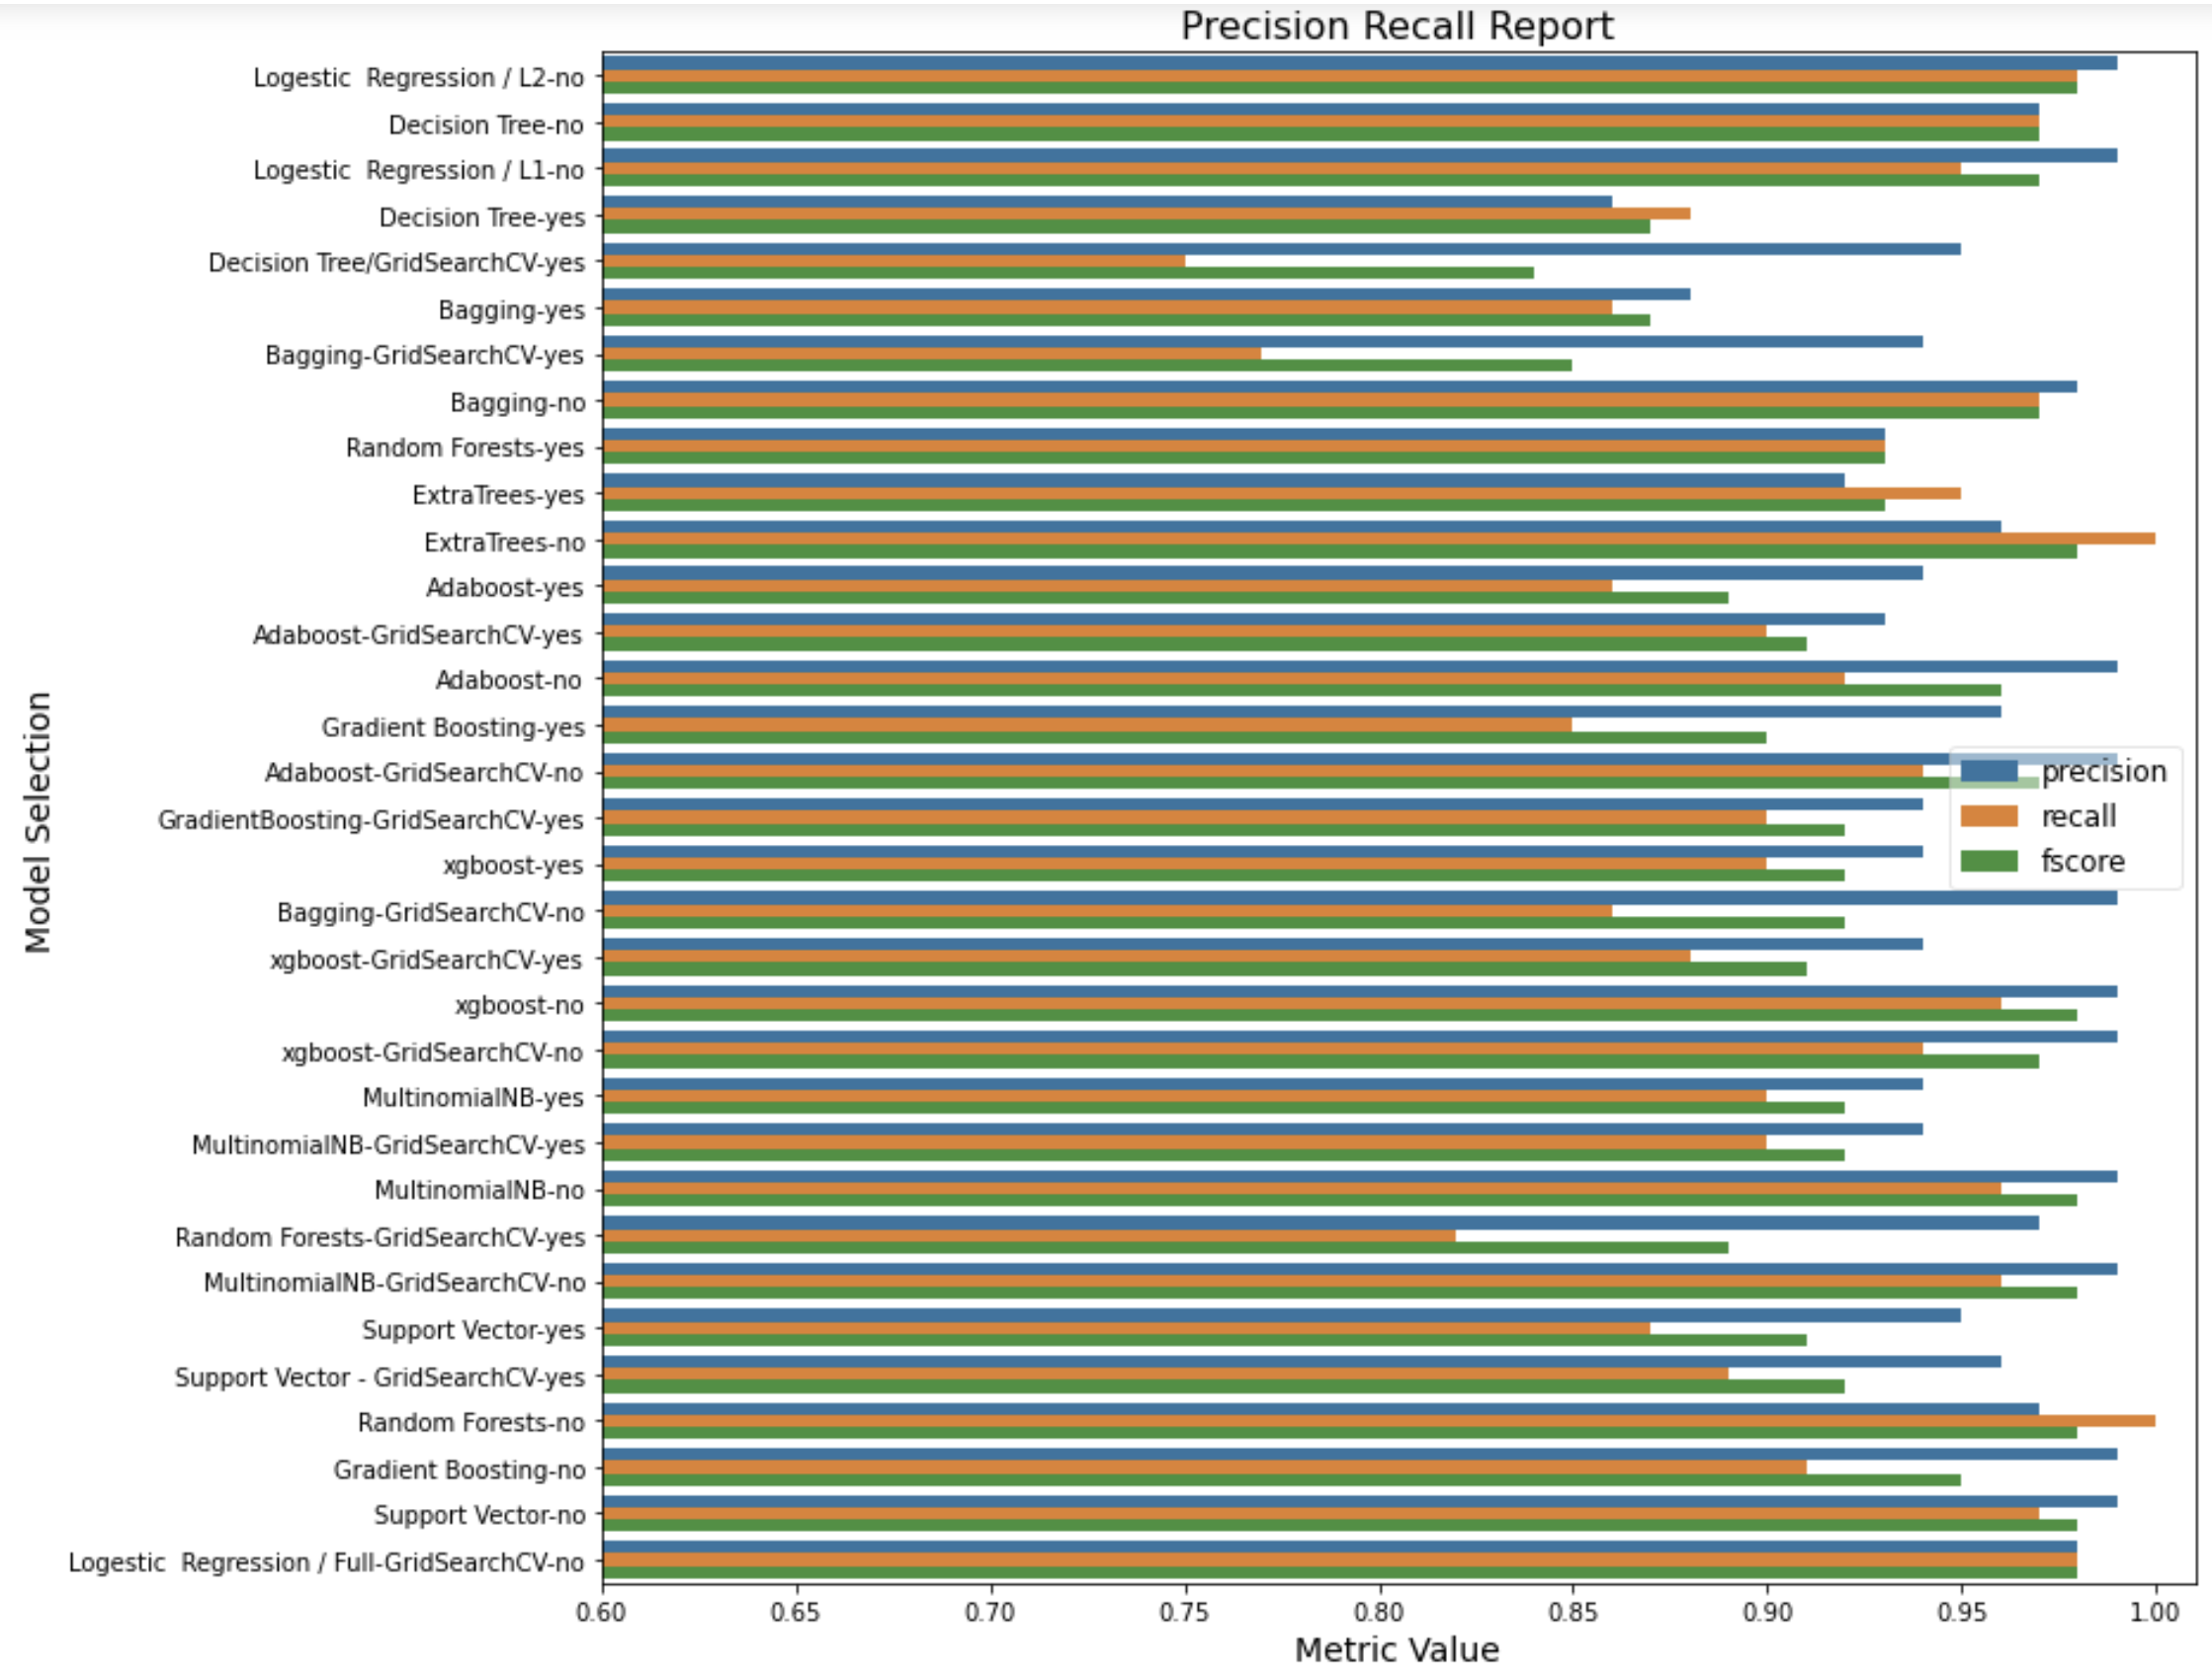 Precision Recall Report
Logestic  Regression / L2-no
Decision Tree-no
Logestic  Regression / L1-no
Decision Tree-yes
Decision Tree/GridSearchCV-yes
Bagging-yes
Bagging-GridSearchCV-yes
Bagging-no
Random Forests-yes
ExtraTrees-yes
ExtraTrees-no
Adaboost-yes
Adaboost-GridSearchCV-yes
Adaboost-no
Gradient Boosting-yes
Adaboost-GridSearchCV-no
GradientBoosting-GridSearchCV-yes
xgboost-yes
Bagging-GridSearchCV-no
xgboost-GridSearchCV-yes
xgboost-no
xgboost-GridSearchCV-no
MultinomialNB-yes
MultinomialNB-GridSearchCV-yes
MultinomialNB-no
Random Forests-GridSearchCV-yes
MultinomialNB-GridSearchCV-no
Support Vector-yes
Support Vector - GridSearchCV-yes
Random Forests-no
Gradient Boosting-no
Support Vector-no
Logestic  Regression / Full-GridSearchCV-no
Model Selection
precision
recall
fscore
0.60 0.65 0.70 0.75 0.80 0.85 0.90 0.95 1.00
Metric Value